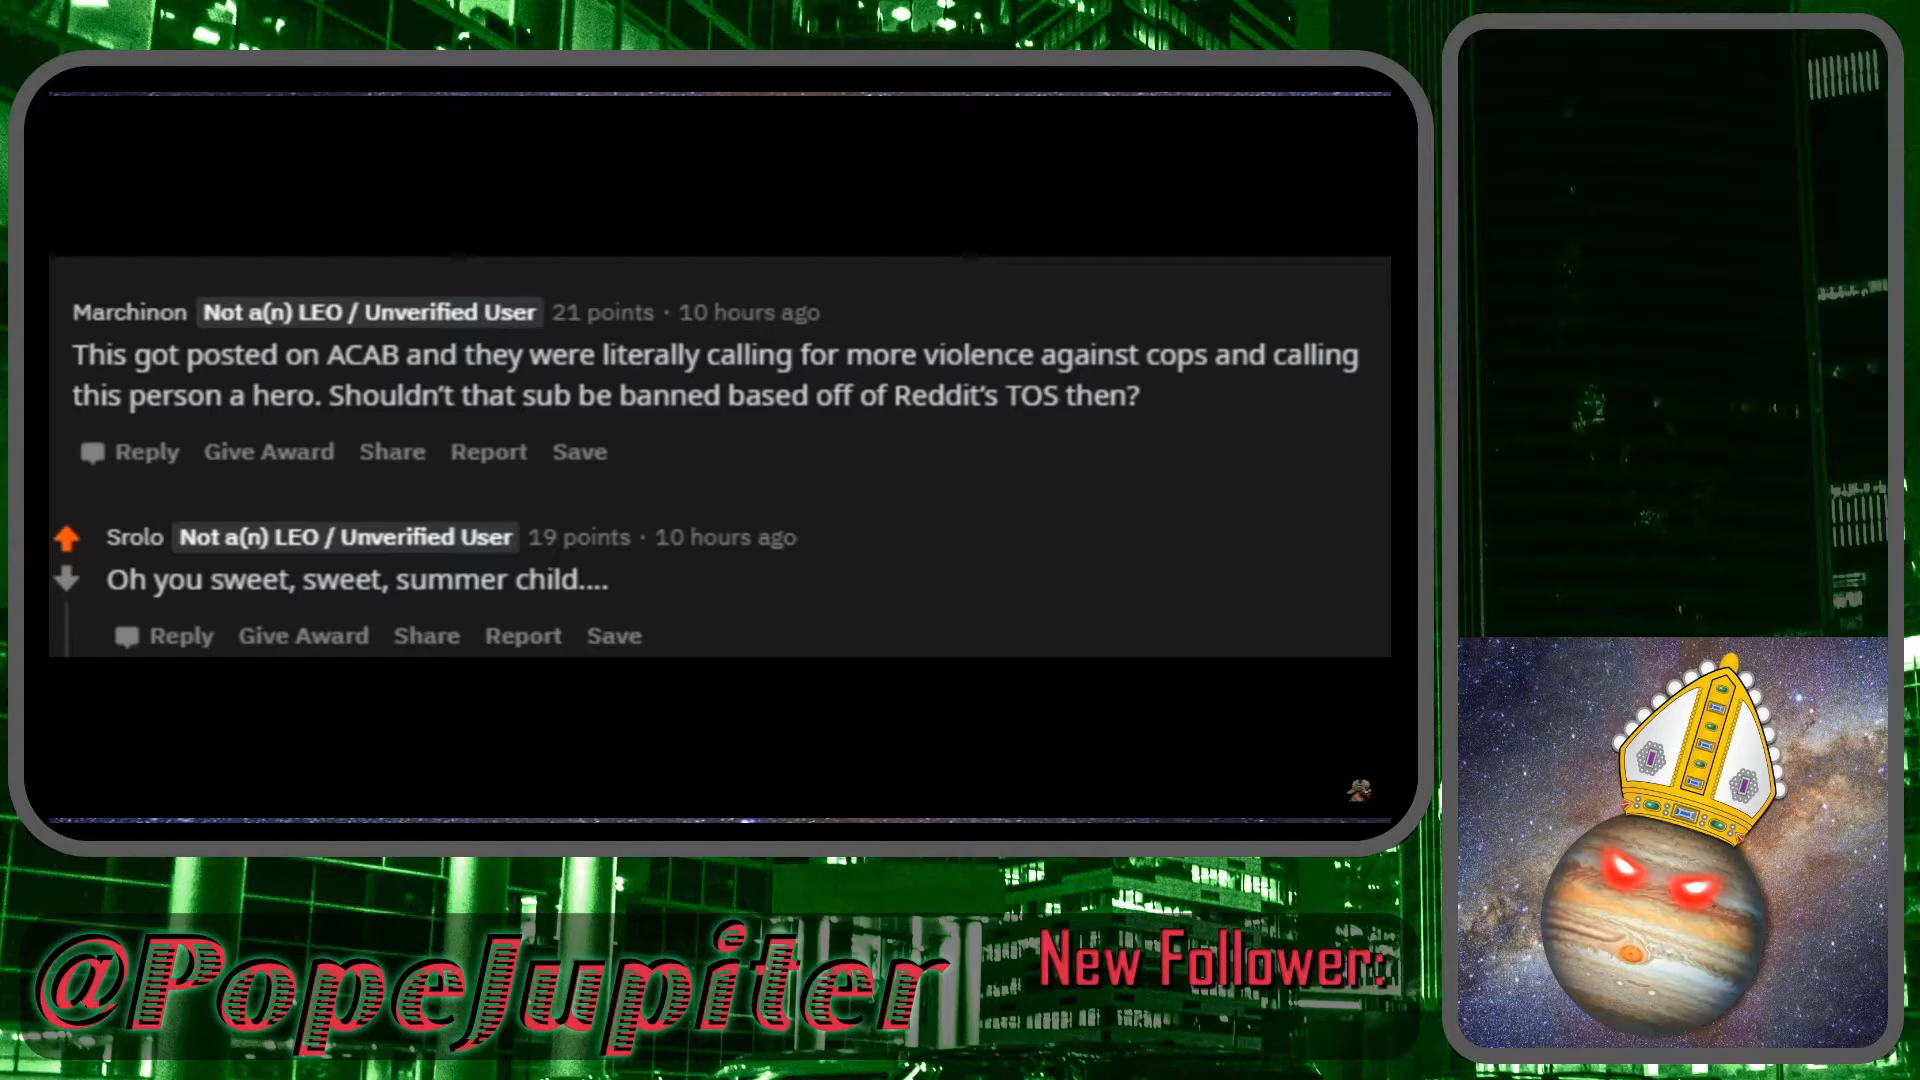 Marchinon Not a(n) LEO / Unverified User 21 points · 10 hours ago
This got posted on ACAB and they were literally calling for more violence against cops and calling
this person a hero. Shouldn't that sub be banned based off of Reddit's TOS then?
Reply Give Award Share Report Save
Srolo Not a(n) LEO / Unverified User 19 points · 10 hours ago
Oh you sweet, sweet, summer child....
Reply Give Award Share Report Save
@PopeJupiter
New Follower: